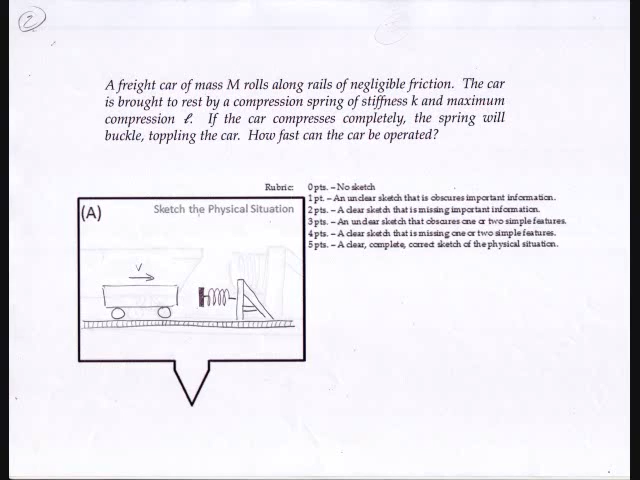 2
A freight car of mass M rolls along rails of negligible friction. The car
is brought to rest by a compression spring of stiffness k and maximum
compression ℓ. If the car compresses completely, the spring will
buckle, toppling the car. How fast can the car be operated?
Rubric: 0 pts. – No sketch
1 pt. – An unclear sketch that is obscures important information.
2 pts. – A clear sketch that is missing important information.
3 pts. – An unclear sketch that obscures one or two simple features.
4 pts. – A clear sketch that is missing one or two simple features.
5 pts. – A clear, complete, correct sketch of the physical situation.
(A) Sketch the Physical Situation
v